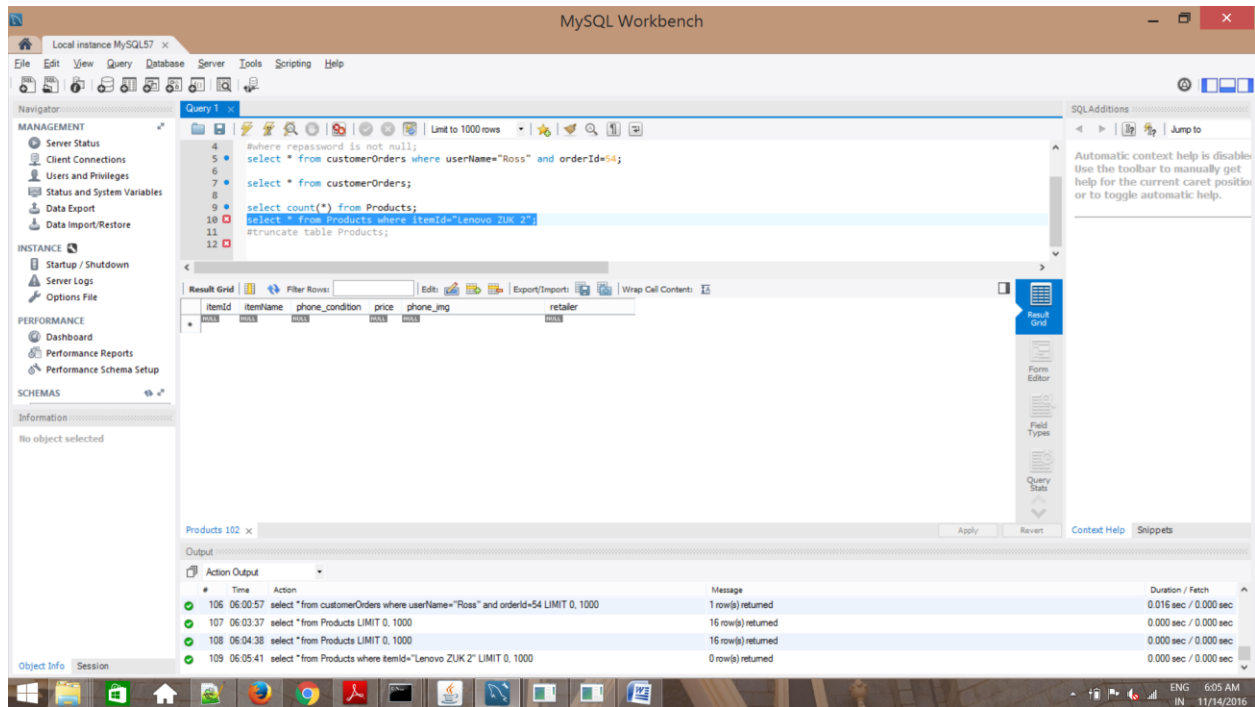 MySQL Workbench
Local instance MySQL57 ×
File Edit View Query Database Server Tools Scripting Help
Navigator
MANAGEMENT
Server Status
Client Connections
Users and Privileges
Status and System Variables
Data Export
Data Import/Restore
INSTANCE
Startup / Shutdown
Server Logs
Options File
PERFORMANCE
Dashboard
Performance Reports
Performance Schema Setup
SCHEMAS
Information
No object selected
Object Info Session
Query 1 ×
Limit to 1000 rows
4 #where repassword is not null;
5 select * from customerOrders where userName="Ross" and orderId=54;
6
7 select * from customerOrders;
8
9 select count(*) from Products;
10 select * from Products where itemId="Lenovo ZUK 2";
11 #truncate table Products;
12
Result Grid Filter Rows: Edit: Export/Import: Wrap Cell Content:
itemId itemName phone_condition price phone_img retailer
* NULL NULL NULL NULL NULL NULL
Result Grid
Form Editor
Field Types
Query Stats
Products 102 ×
Apply Revert
Output
Action Output
# Time Action Message Duration / Fetch
106 06:00:57 select * from customerOrders where userName="Ross" and orderId=54 LIMIT 0, 1000 1 row(s) returned 0.016 sec / 0.000 sec
107 06:03:37 select * from Products LIMIT 0, 1000 16 row(s) returned 0.000 sec / 0.000 sec
108 06:04:38 select * from Products LIMIT 0, 1000 16 row(s) returned 0.000 sec / 0.000 sec
109 06:05:41 select * from Products where itemId="Lenovo ZUK 2" LIMIT 0, 1000 0 row(s) returned 0.000 sec / 0.000 sec
SQLAdditions
Jump to
Automatic context help is disable
Use the toolbar to manually get
help for the current caret positio
or to toggle automatic help.
Context Help Snippets
ENG 6:05 AM
IN 11/14/2016